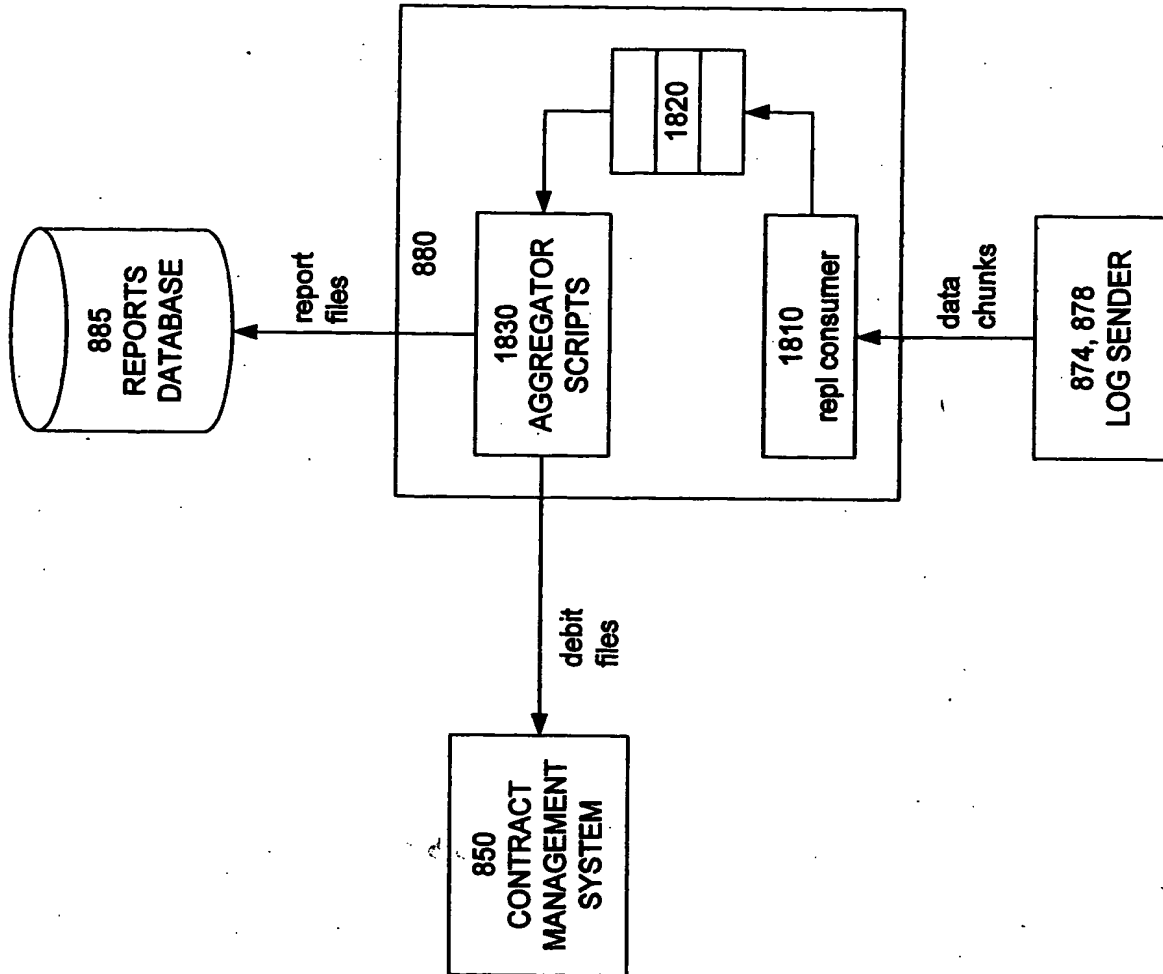 885
REPORTS
DATABASE
report
files
880
1830
AGGREGATOR
SCRIPTS
1820
1810
repl consumer
data
chunks
874, 878
LOG SENDER
debit
files
850
CONTRACT
MANAGEMENT
SYSTEM